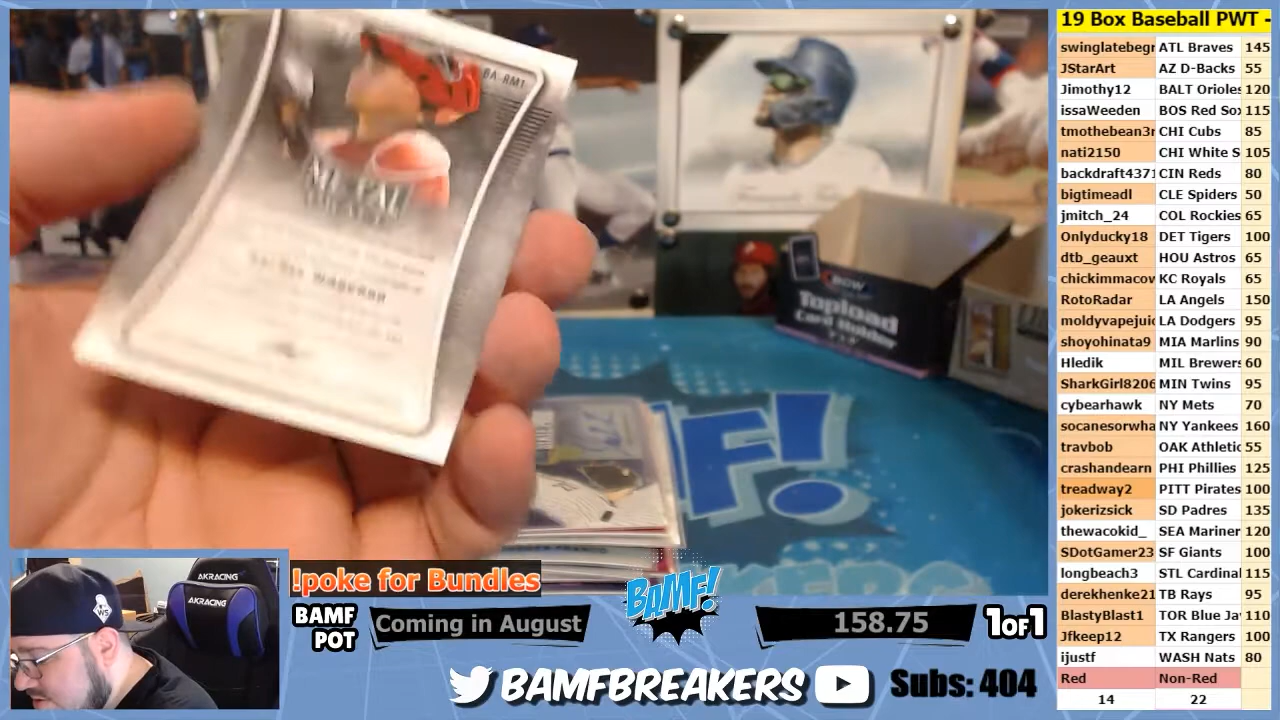 19 Box Baseball PWT -
swinglatebegr ATL Braves 145
JStarArt AZ D-Backs 55
Jimothy12 BALT Orioles 120
issaWeeden BOS Red Sox 115
tmothebean3r CHI Cubs 85
nati2150 CHI White S 105
backdraft4371 CIN Reds 80
bigtimeadl CLE Spiders 50
jmitch_24 COL Rockies 65
Onlyducky18 DET Tigers 100
dtb_geauxt HOU Astros 65
chickimmacov KC Royals 65
RotoRadar LA Angels 150
moldyvapejuic LA Dodgers 95
shoyohinata9 MIA Marlins 90
Hledik MIL Brewers 60
SharkGirl8206 MIN Twins 95
cybearhawk NY Mets 70
socanesorwha NY Yankees 160
travbob OAK Athletic 55
crashandearn PHI Phillies 125
treadway2 PITT Pirates 100
jokerizsick SD Padres 135
thewacokid_ SEA Mariner 120
SDotGamer23 SF Giants 100
longbeach3 STL Cardinal 115
derekhenke21 TB Rays 95
BlastyBlast1 TOR Blue Ja 110
Jfkeep12 TX Rangers 100
ijustf WASH Nats 80
Red Non-Red
14 22
BA-RM1
BCW
Topload
Card Holder
F!
AKRACING
AKRACING
WS
!poke for Bundles
BAMF
POT
Coming in August
BAMF!
158.75
1OF1
BAMFBREAKERS
Subs: 404